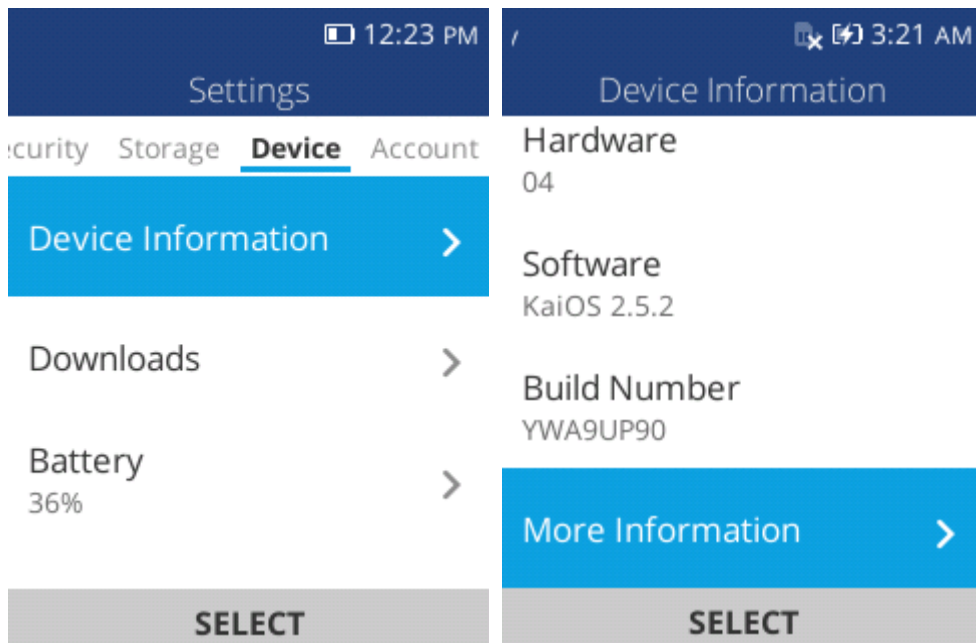 12:23 PM
Settings
curity Storage Device Account
Device Information
Downloads
Battery
36%
SELECT
3:21 AM
Device Information
Hardware
04
Software
KaiOS 2.5.2
Build Number
YWA9UP90
More Information
SELECT